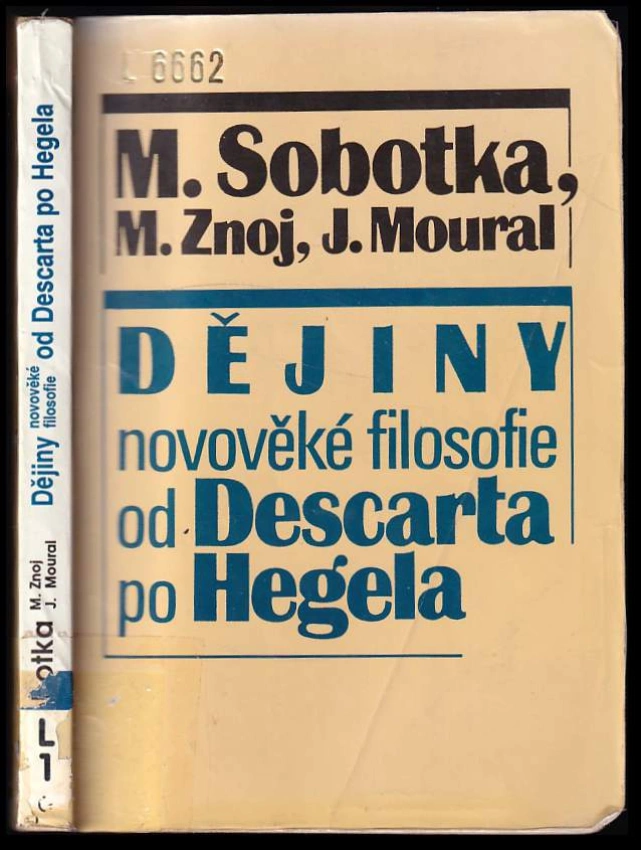 6662
M. Sobotka,
M. Znoj, J. Moural
DĚJINY
novověké filosofie
od Descarta
po Hegela
otka M. Znoj
J. Moural
Dějiny novověké
filosofie
od Descarta po Hegela
L
1